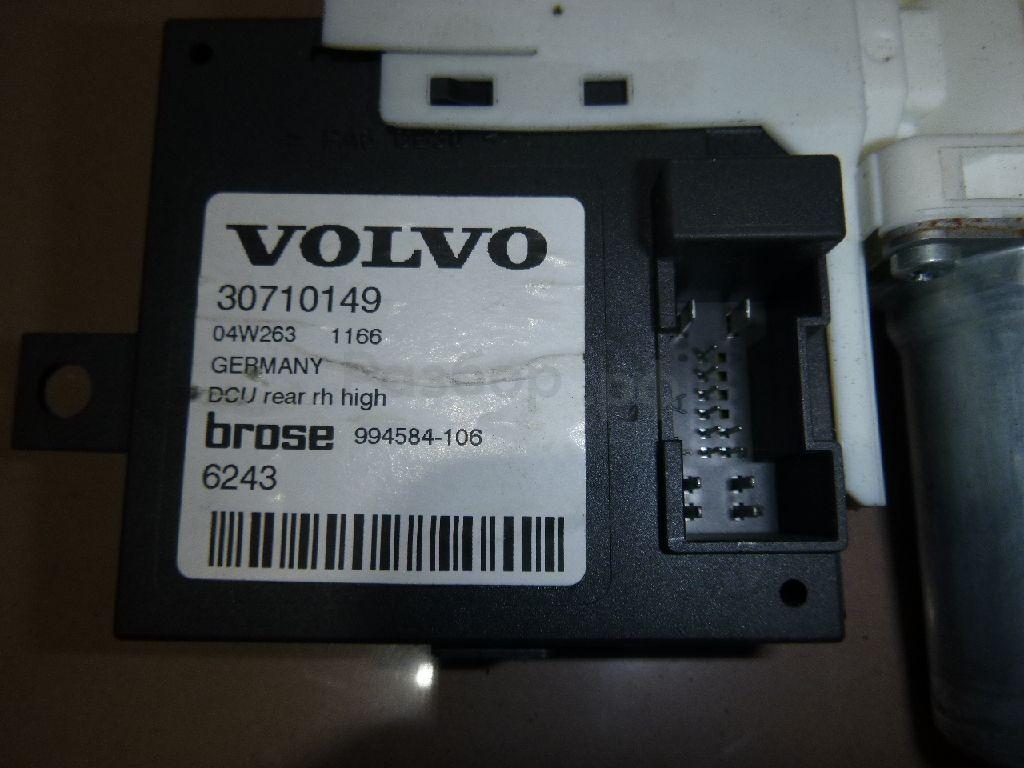 VOLVO
30710149
04W263 1166
GERMANY
DCU rear rh high
brose 994584-106
6243